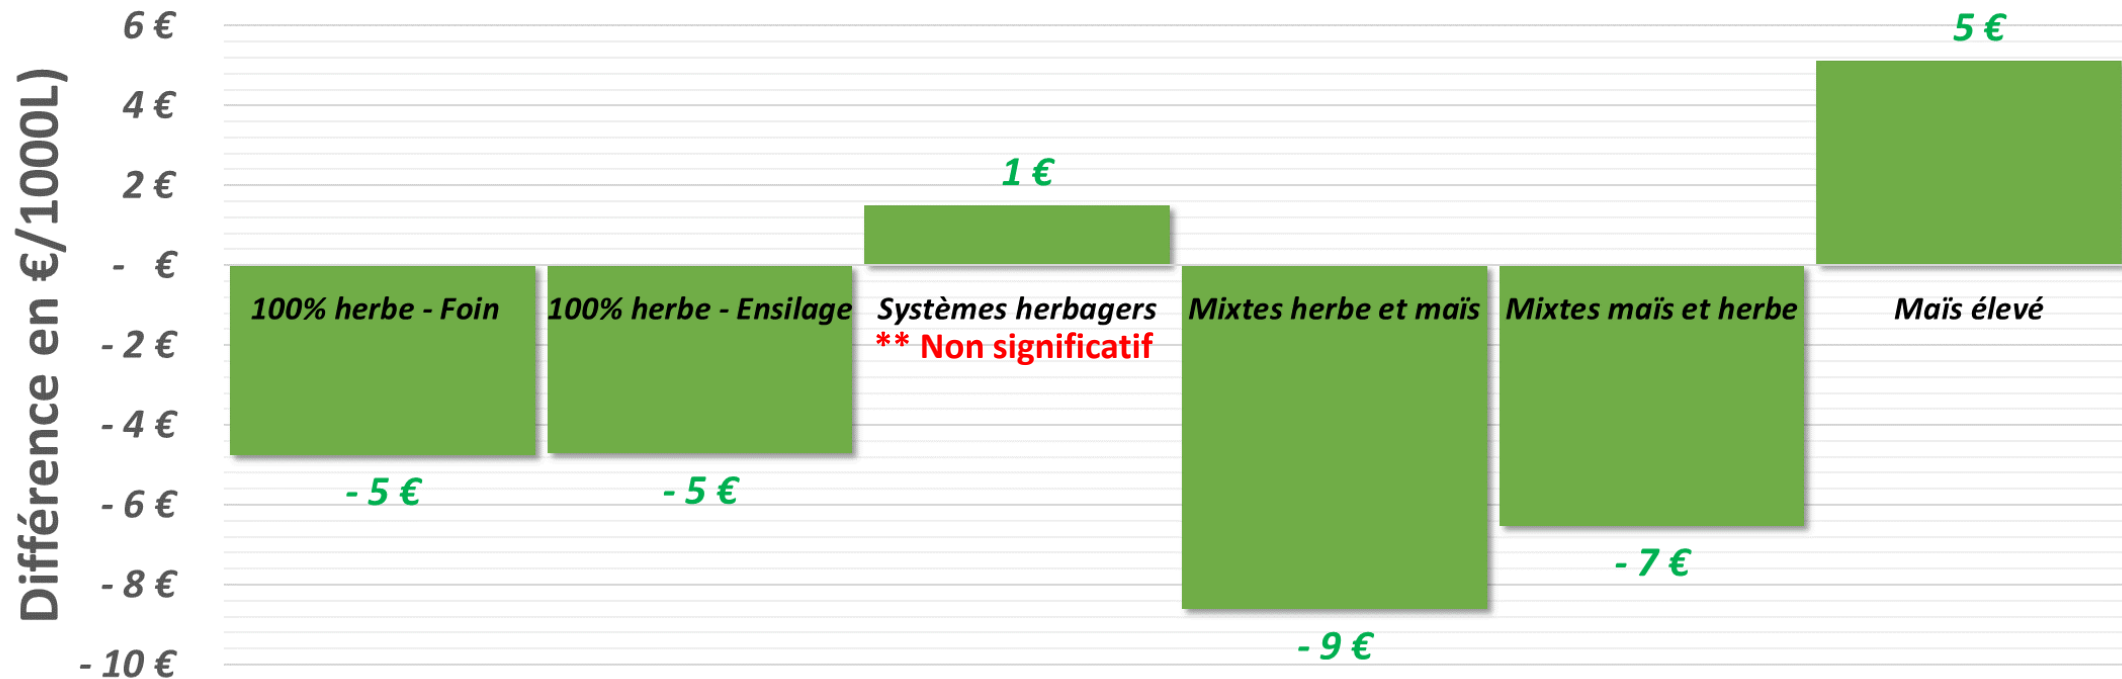 Différence en €/1000L)
6 €
4 €
2 €
- €
- 2 €
- 4 €
- 6 €
- 8 €
- 10 €
5 €
1 €
100% herbe - Foin
100% herbe - Ensilage
Systèmes herbagers
** Non significatif
Mixtes herbe et maïs
Mixtes maïs et herbe
Maïs élevé
- 5 €
- 5 €
- 7 €
- 9 €